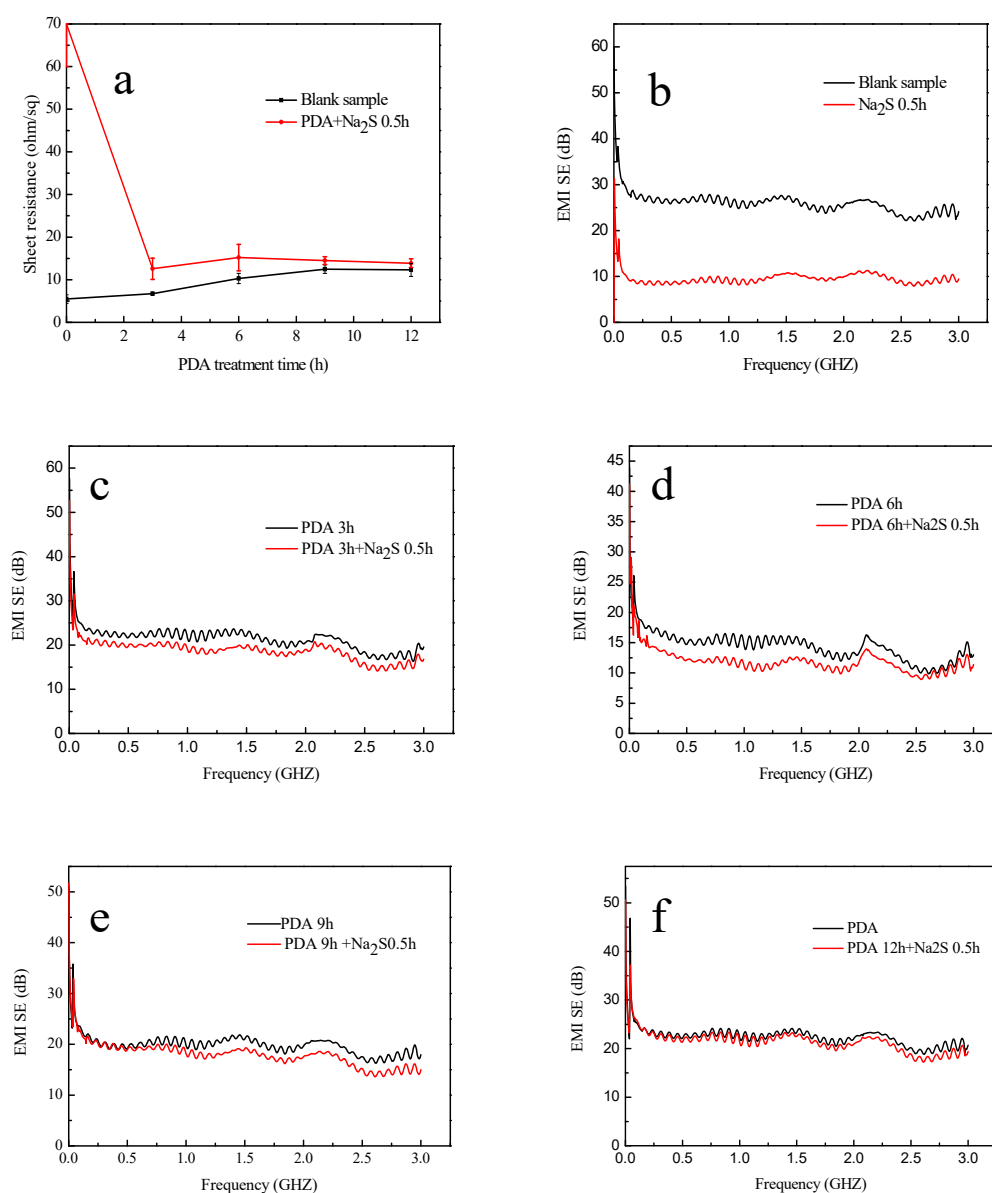 a
Blank sample
PDA+Na2S 0.5h
Sheet resistance (ohm/sq)
70
60
50
40
30
20
10
0
0 2 4 6 8 10 12
PDA treatment time (h)
b
Blank sample
Na2S 0.5h
EMI SE (dB)
60
50
40
30
20
10
0
0.0 0.5 1.0 1.5 2.0 2.5 3.0
Frequency (GHZ)
c
PDA 3h
PDA 3h+Na2S 0.5h
EMI SE (dB)
60
50
40
30
20
10
0
0.0 0.5 1.0 1.5 2.0 2.5 3.0
Frequency (GHZ)
d
PDA 6h
PDA 6h+Na2S 0.5h
EMI SE (dB)
45
40
35
30
25
20
15
10
5
0
0.0 0.5 1.0 1.5 2.0 2.5 3.0
Frequency (GHZ)
e
PDA 9h
PDA 9h +Na2S0.5h
EMI SE (dB)
50
40
30
20
10
0
0.0 0.5 1.0 1.5 2.0 2.5 3.0
Frequency (GHZ)
f
PDA
PDA 12h+Na2S 0.5h
EMI SE (dB)
50
40
30
20
10
0
0.0 0.5 1.0 1.5 2.0 2.5 3.0
Frequency (GHZ)